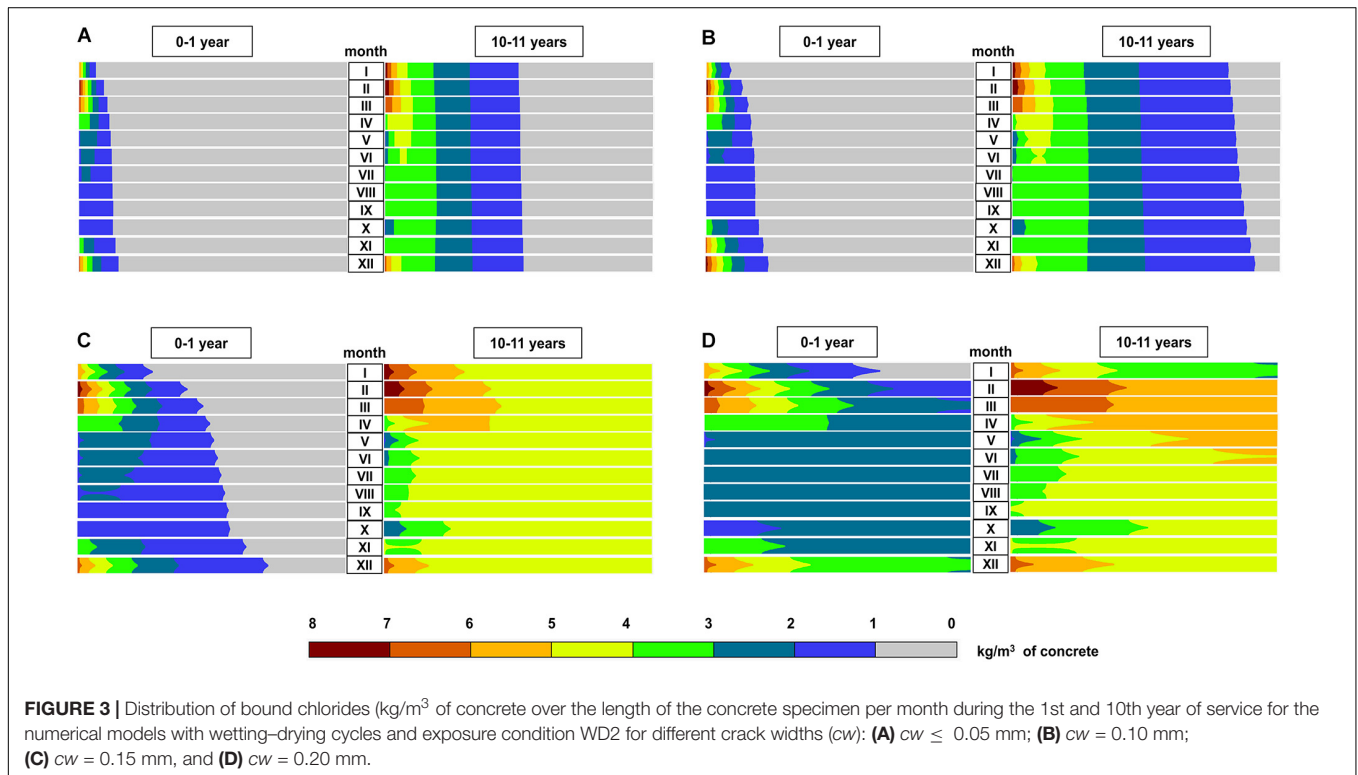 A
0-1 year
month
10-11 years
I
II
III
IV
V
VI
VII
VIII
IX
X
XI
XII
B
0-1 year
month
10-11 years
I
II
III
IV
V
VI
VII
VIII
IX
X
XI
XII
C
0-1 year
month
10-11 years
I
II
III
IV
V
VI
VII
VIII
IX
X
XI
XII
D
0-1 year
month
10-11 years
I
II
III
IV
V
VI
VII
VIII
IX
X
XI
XII
8 7 6 5 4 3 2 1 0
kg/m³ of concrete
FIGURE 3 | Distribution of bound chlorides (kg/m³ of concrete over the length of the concrete specimen per month during the 1st and 10th year of service for the
numerical models with wetting–drying cycles and exposure condition WD2 for different crack widths (cw): (A) cw ≤ 0.05 mm; (B) cw = 0.10 mm;
(C) cw = 0.15 mm, and (D) cw = 0.20 mm.